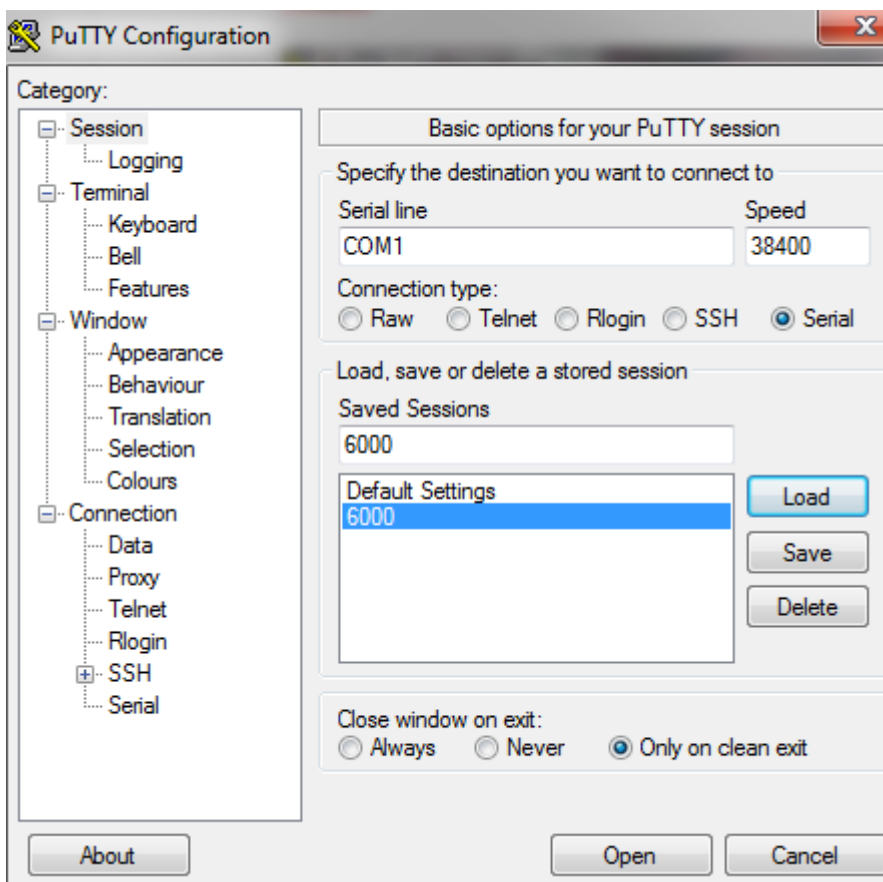 PuTTY Configuration
Category:
Session
Logging
Terminal
Keyboard
Bell
Features
Window
Appearance
Behaviour
Translation
Selection
Colours
Connection
Data
Proxy
Telnet
Rlogin
SSH
Serial
Basic options for your PuTTY session
Specify the destination you want to connect to
Serial line Speed
COM1 38400
Connection type:
Raw Telnet Rlogin SSH Serial
Load, save or delete a stored session
Saved Sessions
6000
Default Settings
6000
Load
Save
Delete
Close window on exit:
Always Never Only on clean exit
About Open Cancel